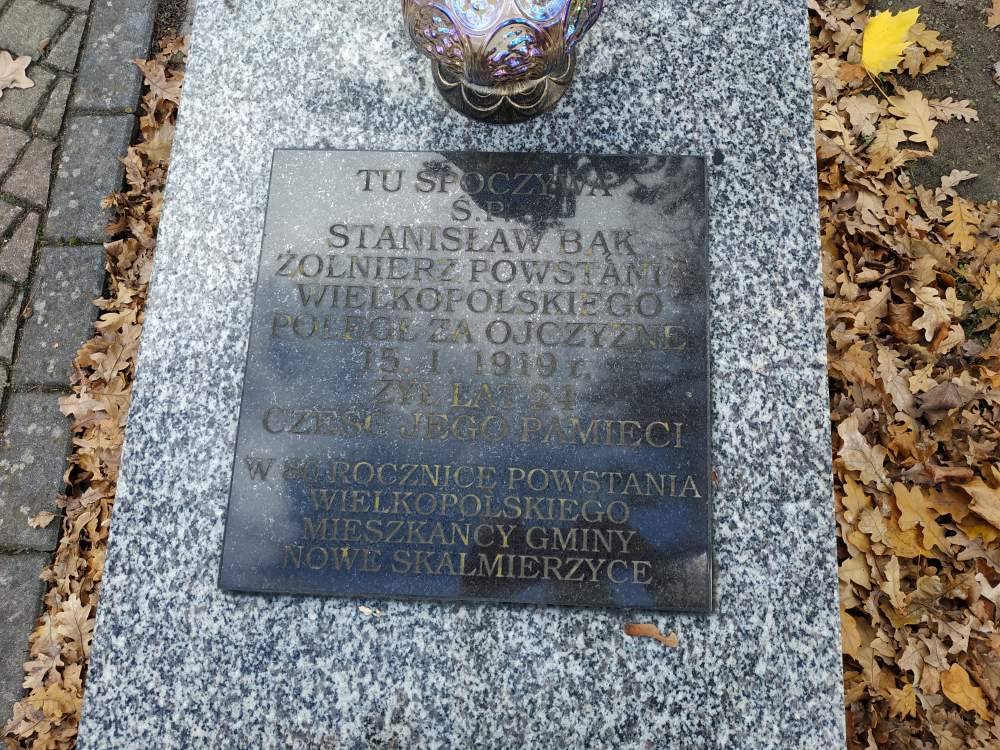 TU SPOCZYWA
Ś.P.
STANISŁAW BĄK
ŻOŁNIERZ POWSTANIA
WIELKOPOLSKIEGO
POLEGŁ ZA OJCZYZNĘ
15. I. 1919 r.
ŻYŁ LAT 24
CZEŚĆ JEGO PAMIĘCI
W 80 ROCZNICĘ POWSTANIA
WIELKOPOLSKIEGO
MIESZKAŃCY GMINY
NOWE SKALMIERZYCE